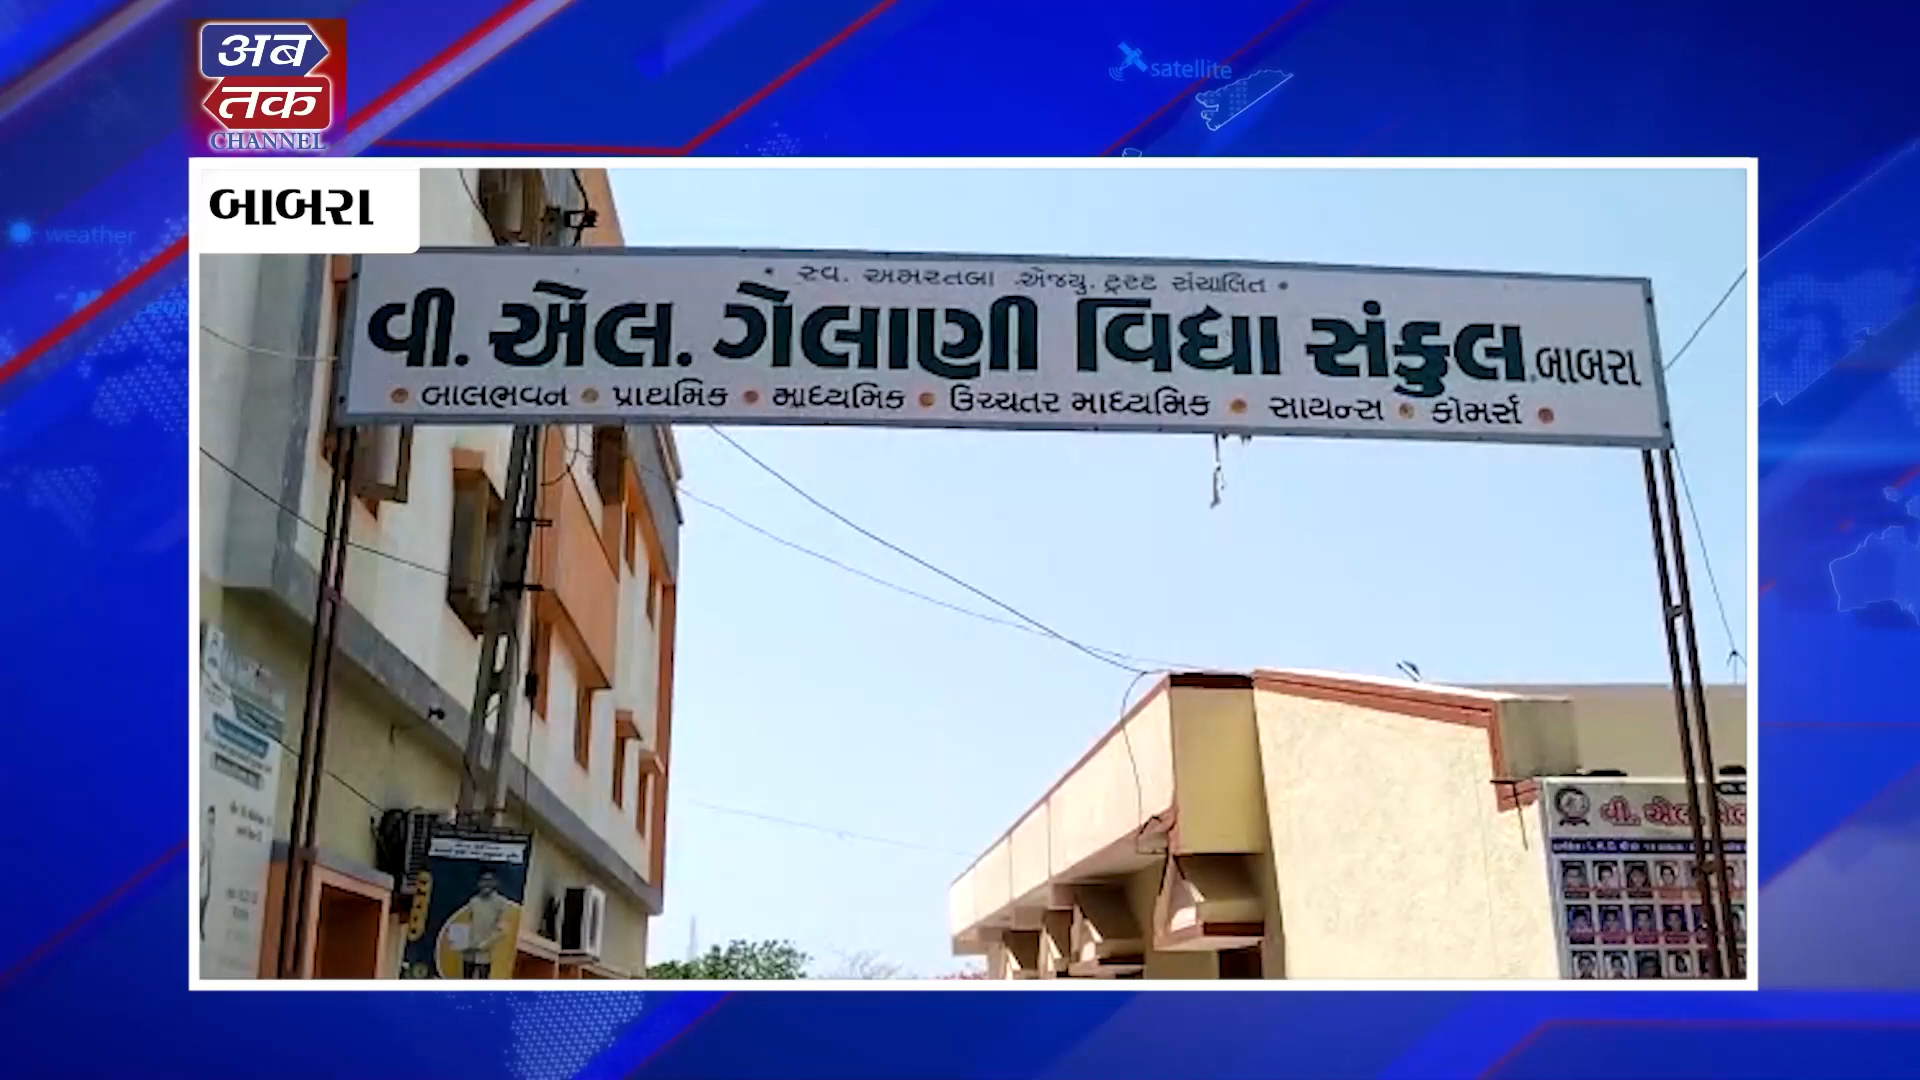 अब
तक
CHANNEL
satellite
weather
બાબરા
• સ્વ. અમરતબા એજ્યુ. ટ્રસ્ટ સંચાલિત •
વી. એલ. ગેલાણી વિદ્યા સંકુલ બાબરા
• બાલભવન • પ્રાથમિક • માધ્યમિક • ઉચ્ચતર માધ્યમિક • સાયન્સ • કોમર્સ •
વી. એલ.